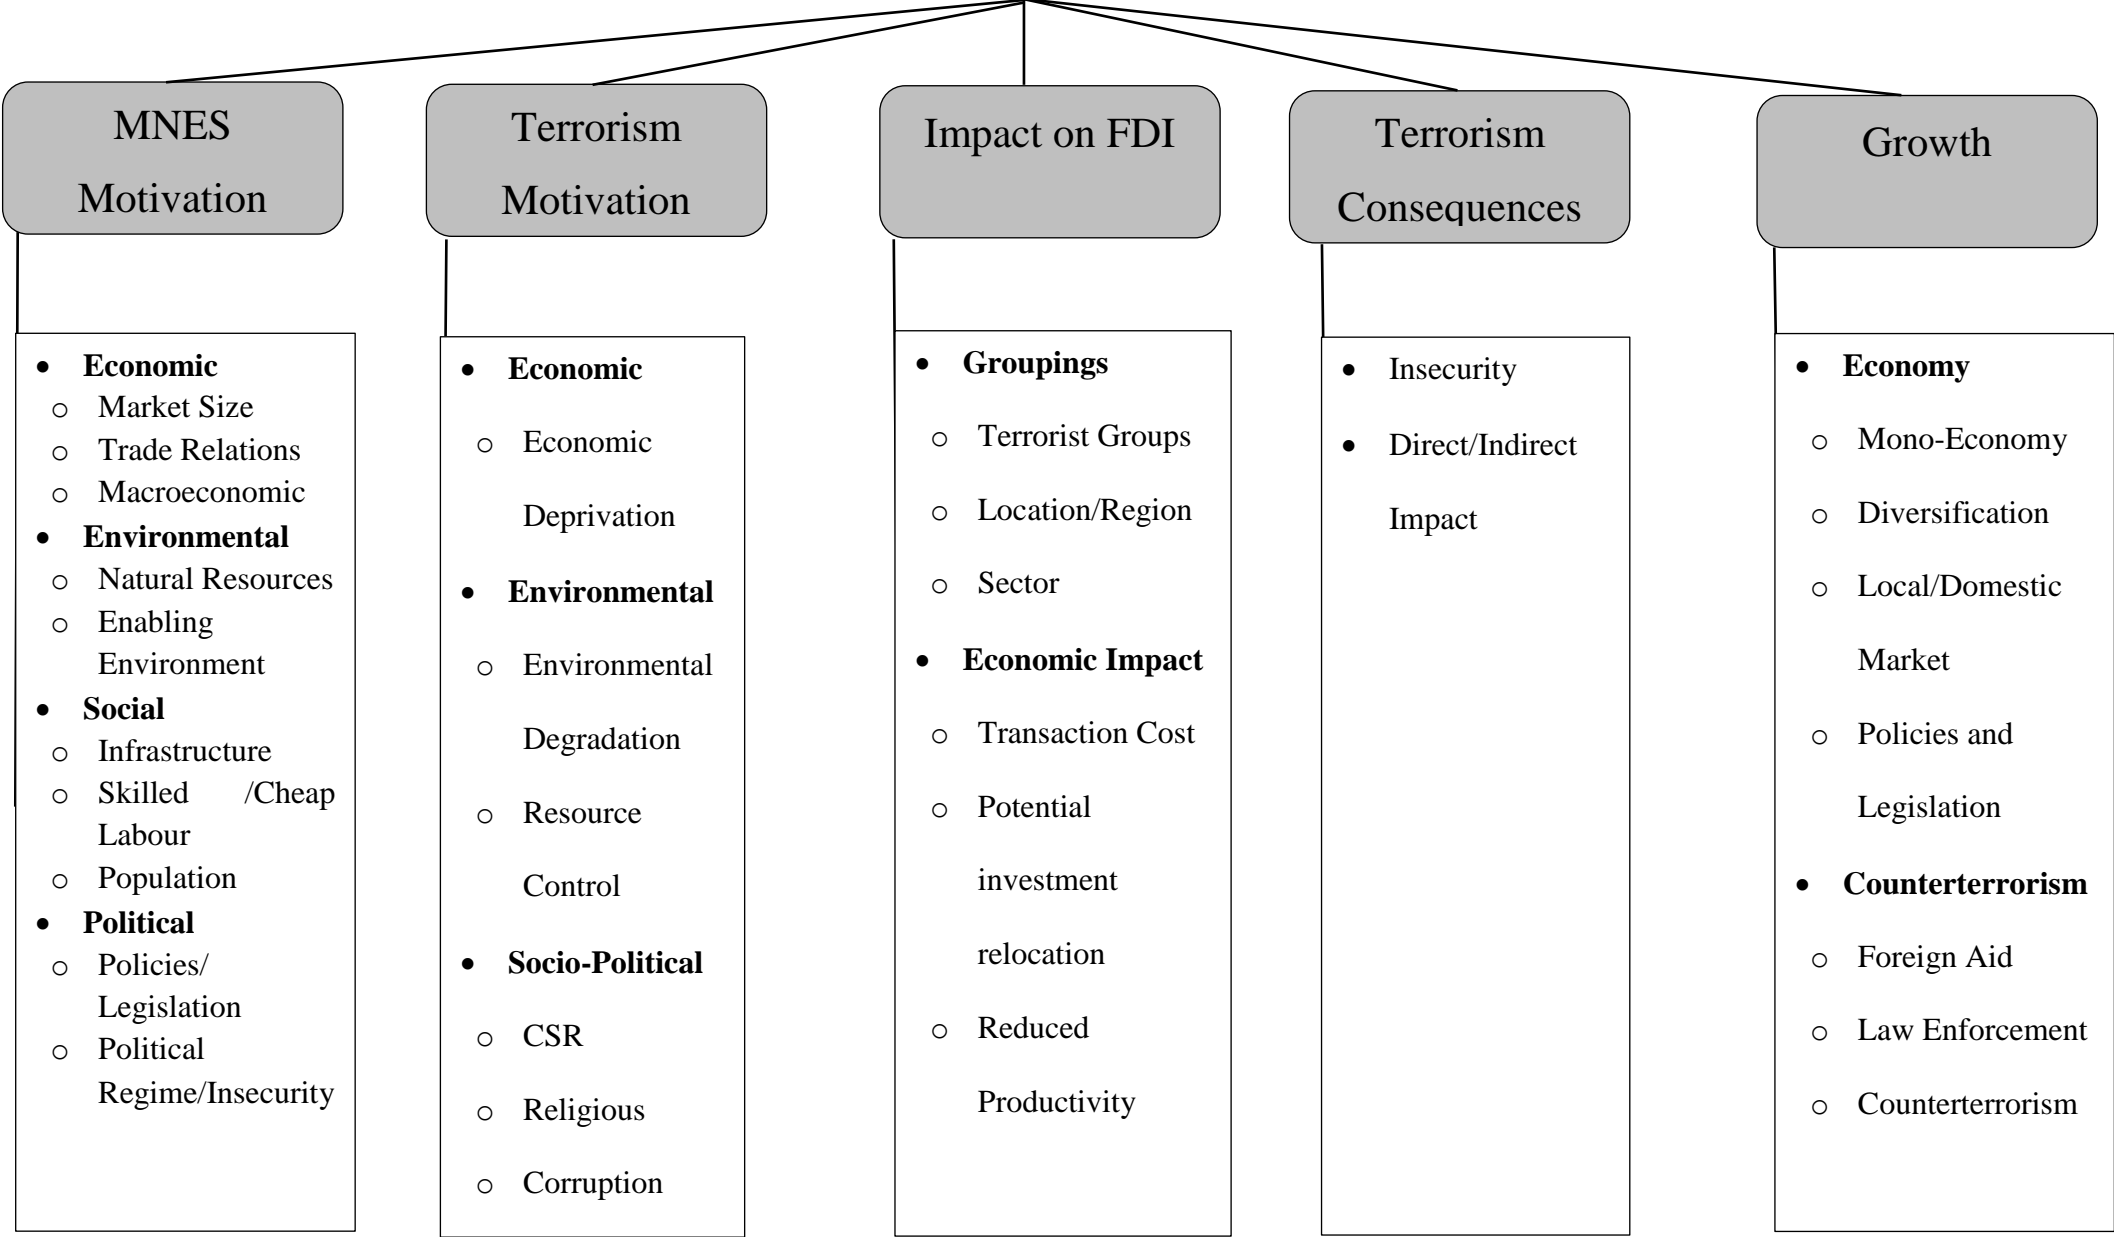 MNES
Motivation
Terrorism
Motivation
Impact on FDI
Terrorism
Consequences
Growth
• Economic
o Market Size
o Trade Relations
o Macroeconomic
• Environmental
o Natural Resources
o Enabling
Environment
• Social
o Infrastructure
o Skilled /Cheap
Labour
o Population
• Political
o Policies/
Legislation
o Political
Regime/Insecurity
• Economic
o Economic
Deprivation
• Environmental
o Environmental
Degradation
o Resource
Control
• Socio-Political
o CSR
o Religious
o Corruption
• Groupings
o Terrorist Groups
o Location/Region
o Sector
• Economic Impact
o Transaction Cost
o Potential
investment
relocation
o Reduced
Productivity
• Insecurity
• Direct/Indirect
Impact
• Economy
o Mono-Economy
o Diversification
o Local/Domestic
Market
o Policies and
Legislation
• Counterterrorism
o Foreign Aid
o Law Enforcement
o Counterterrorism